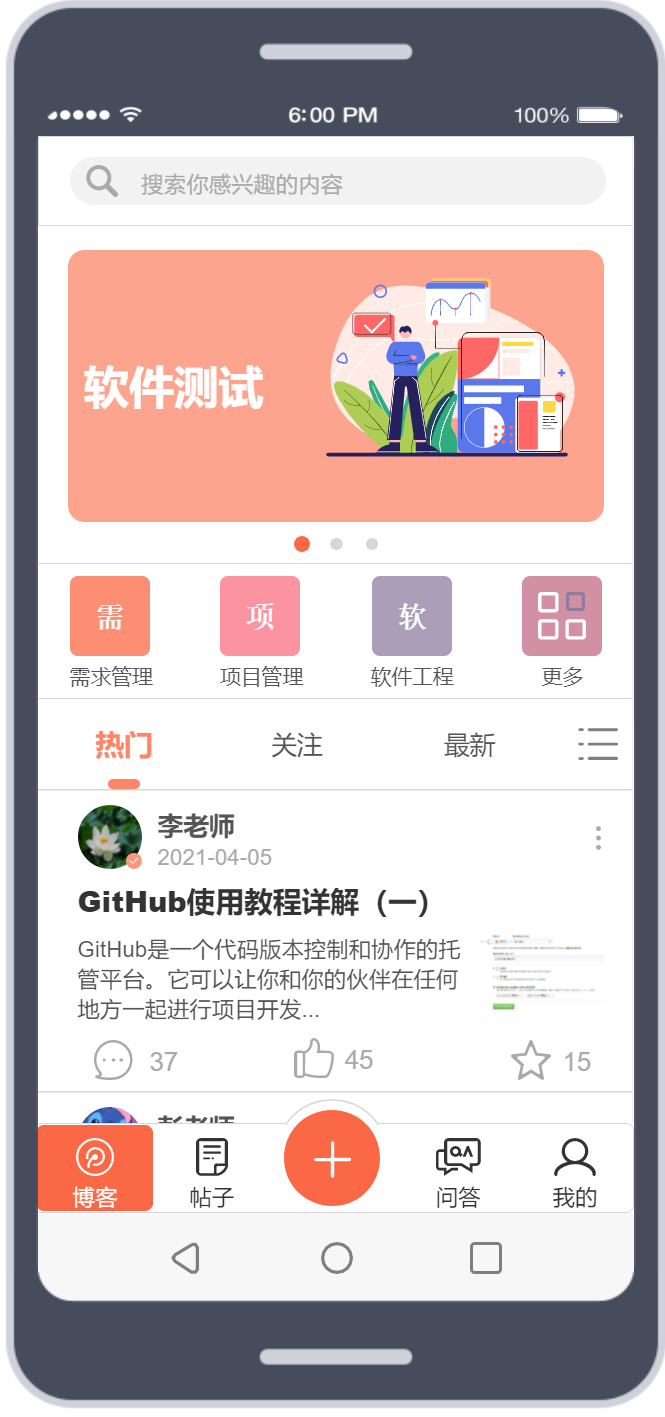 6:00 PM
100%
搜索你感兴趣的内容
软件测试
需
项
软
需求管理
项目管理
软件工程
更多
热门
关注
最新
李老师
2021-04-05
GitHub使用教程详解（一）
GitHub是一个代码版本控制和协作的托
管平台。它可以让你和你的伙伴在任何
地方一起进行项目开发...
37
45
15
博客
帖子
问答
我的